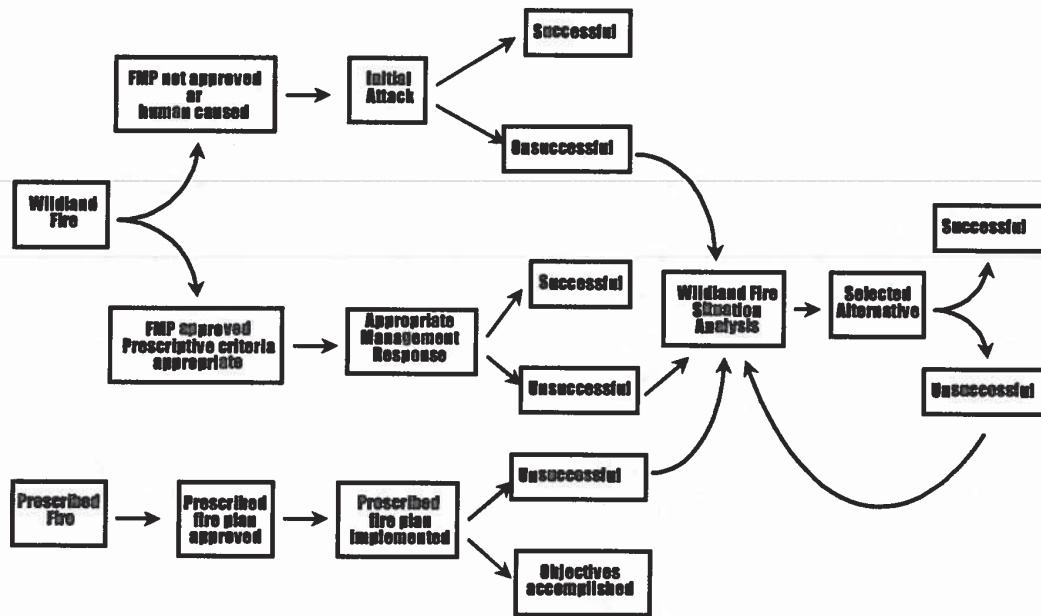 Successful
FMP not approved
ar
human caused
Initial
Attack
Unsuccessful
Wildland
Fire
Successful
Successful
Wildland Fire
Situation
Analysis
Selected
Alternative
FMP approved
Prescriptive criteria
appropriate
Appropriate
Management
Response
Unsuccessful
Unsuccessful
Unsuccessful
Prescribed
Fire
Prescribed
fire plan
approved
Prescribed
fire plan
implemented
Objectives
accomplished